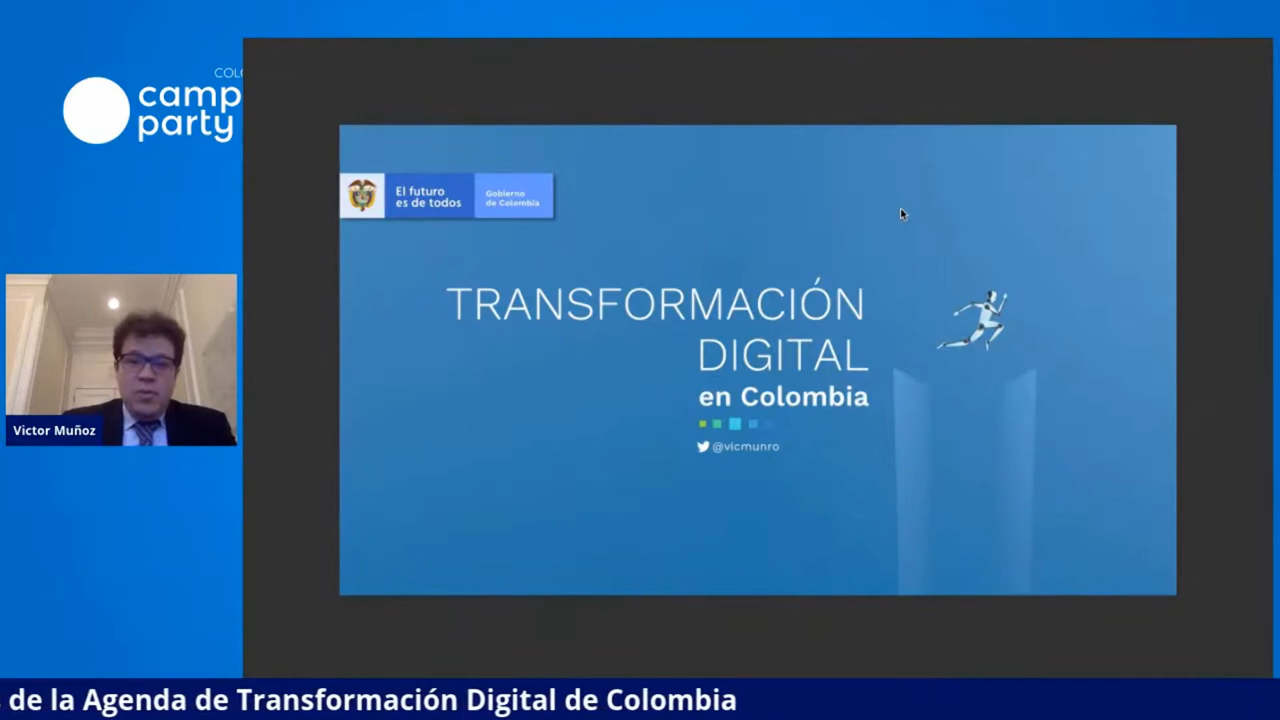 camp
party
El futuro
es de todos
Gobierno
de Colombia
TRANSFORMACIÓN
DIGITAL
en Colombia
@vicmunro
Victor Muñoz
de la Agenda de Transformación Digital de Colombia